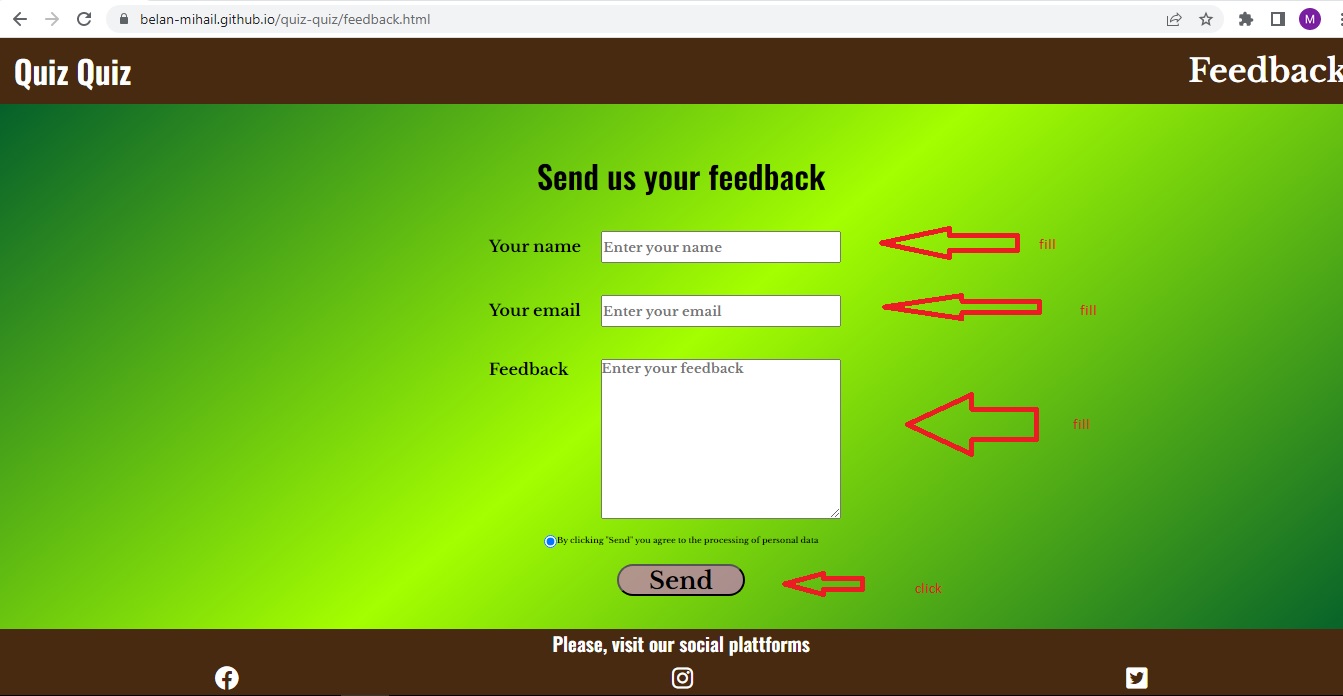 belan-mihail.github.io/quiz-quiz/feedback.html
M
Quiz Quiz
Feedback
Send us your feedback
Your name
Enter your name
fill
Your email
Enter your email
fill
Feedback
Enter your feedback
fill
By clicking "Send" you agree to the processing of personal data
Send
click
Please, visit our social plattforms